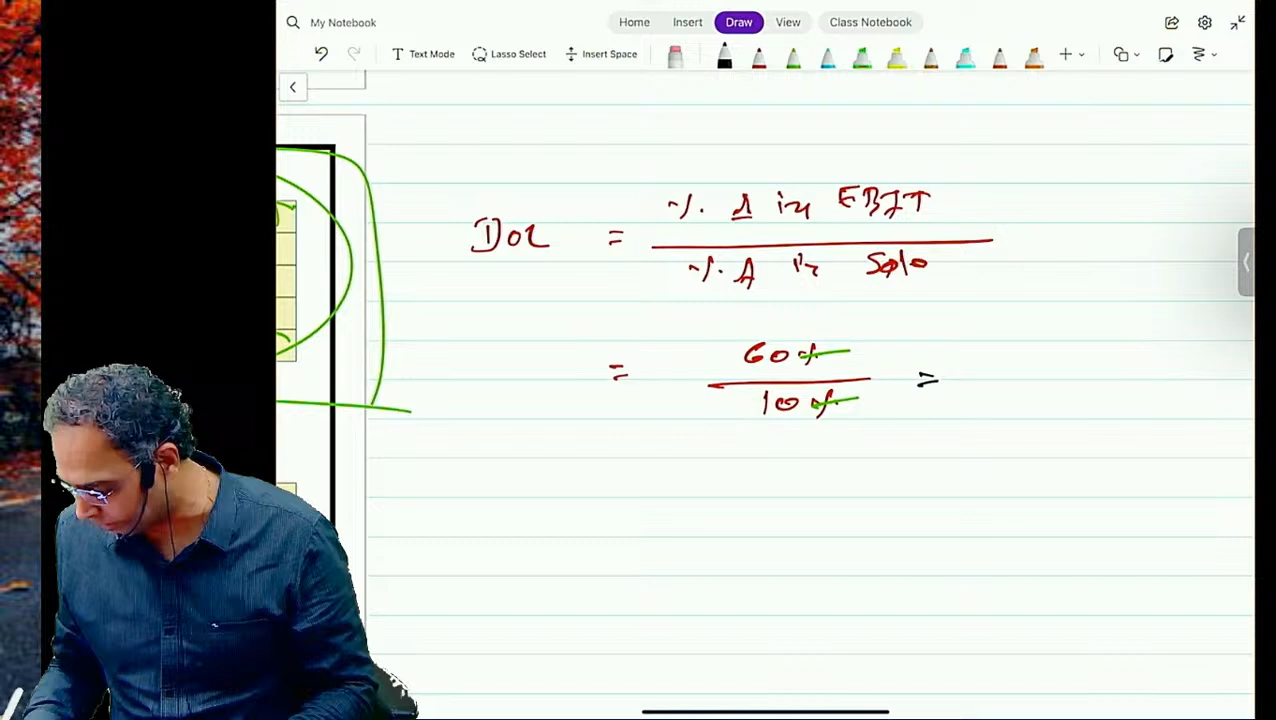 My Notebook
Home Insert Draw View Class Notebook
Text Mode Lasso Select Insert Space
DOL = % Δ in EBIT
% Δ in Sale
= 60% =
10%